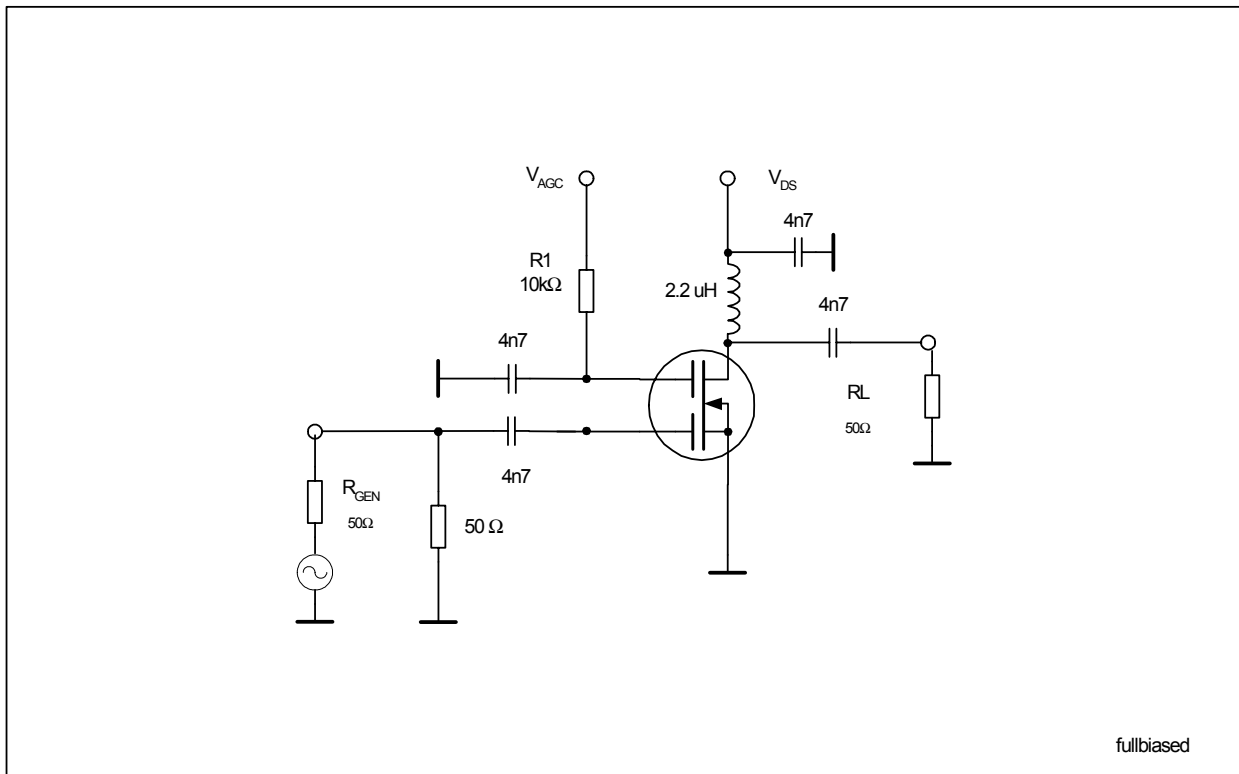 V_AGC
V_DS
4n7
R1
10kΩ
2.2 uH
4n7
4n7
RL
50Ω
4n7
R_GEN
50Ω
50 Ω
fullbiased